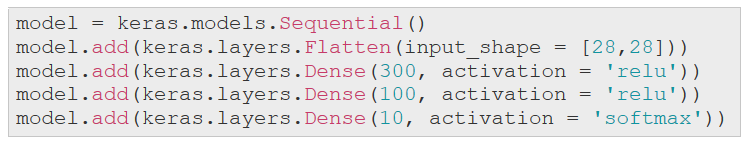 model = keras.models.Sequential()
model.add(keras.layers.Flatten(input_shape = [28,28]))
model.add(keras.layers.Dense(300, activation = 'relu'))
model.add(keras.layers.Dense(100, activation = 'relu'))
model.add(keras.layers.Dense(10, activation = 'softmax'))